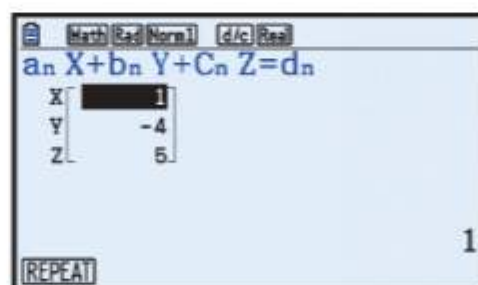 Math Rad Norm1 d/c Real
an X+bn Y+Cn Z=dn
X 1
Y -4
Z 5
1
REPEAT